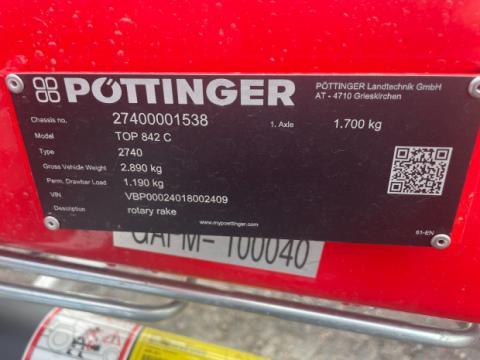 PÖTTINGER
PÖTTINGER Landtechnik GmbH
AT - 4710 Grieskirchen
Chassis no. 27400001538 1. Axle 1.700 kg
Model TOP 842 C
Type 2740
Gross Vehicle Weight 2.890 kg
Perm. Drawbar Load 1.190 kg
VIN VBP00024018002409
Description rotary rake
www.mypoettinger.com
61-EN
GAPM-100040